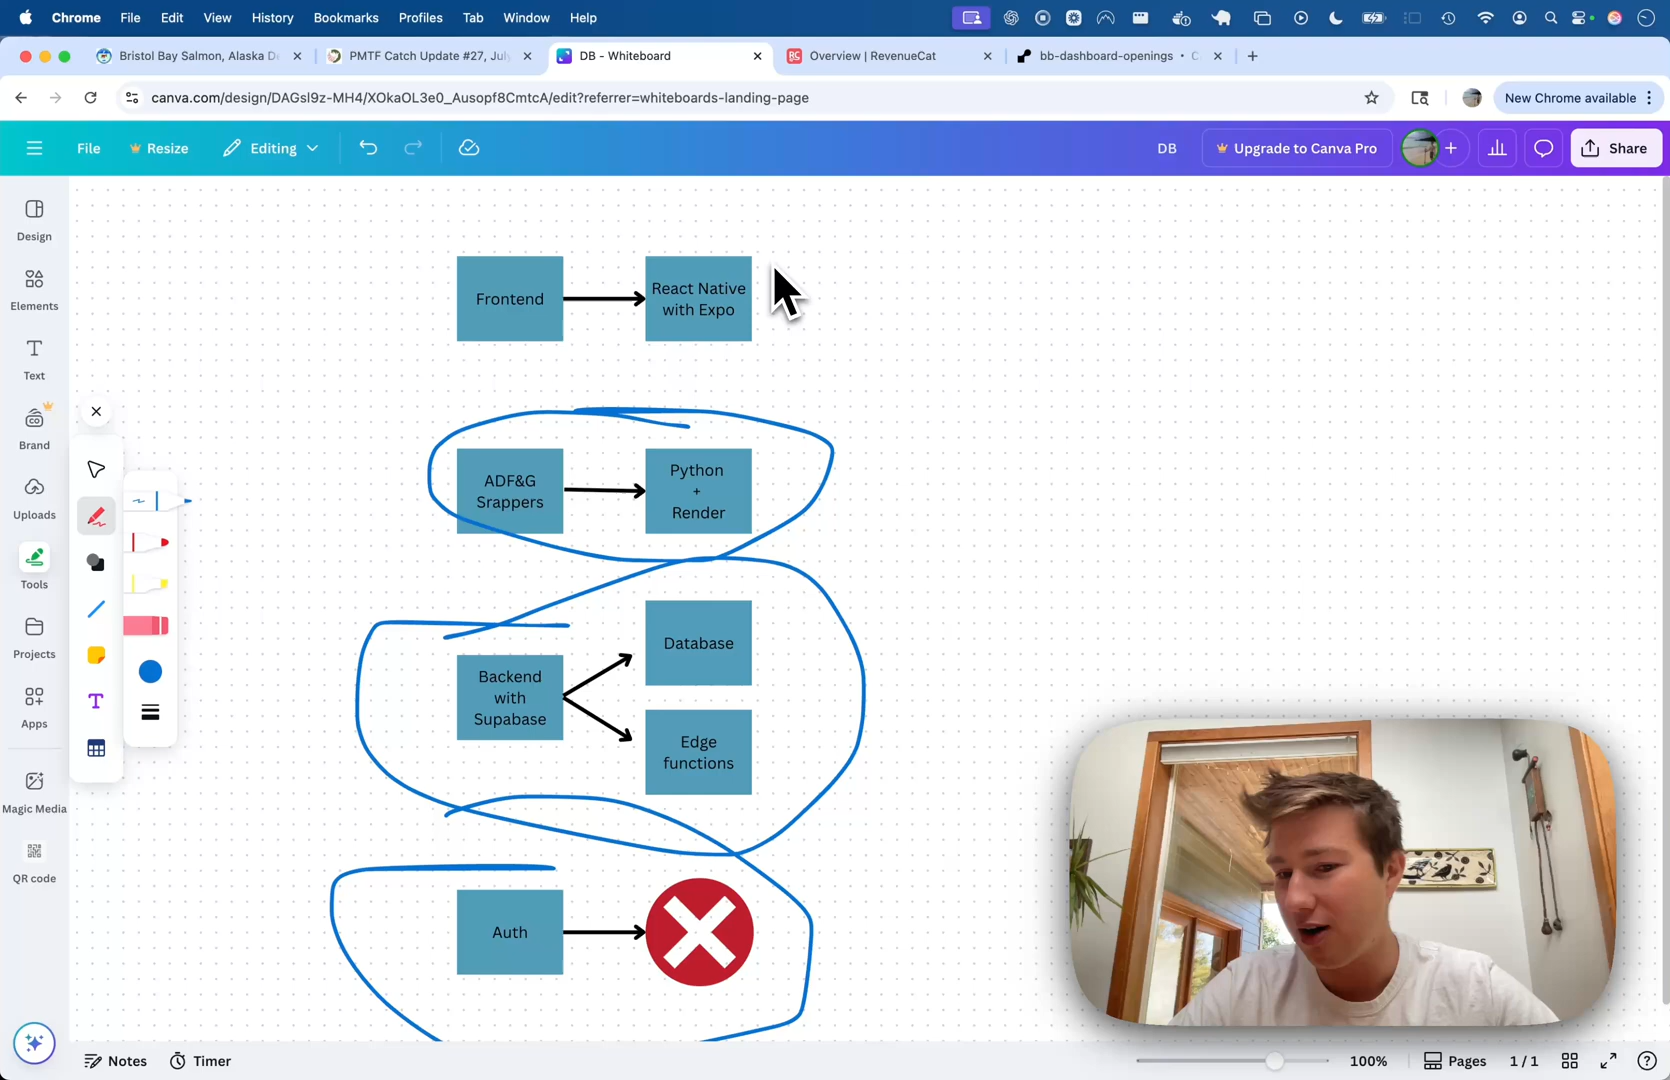 Chrome File Edit View History Bookmarks Profiles Tab Window Help
Bristol Bay Salmon, Alaska D
PMTF Catch Update #27, July
DB - Whiteboard
Overview | RevenueCat
bb-dashboard-openings • C
canva.com/design/DAGsI9z-MH4/XOkaOL3e0_Ausopf8CmtcA/edit?referrer=whiteboards-landing-page
New Chrome available
File
Resize
Editing
DB
Upgrade to Canva Pro
Share
Design
Elements
Text
Brand
Uploads
Tools
Projects
Apps
Magic Media
QR code
Frontend
React Native
with Expo
ADF&G
Srappers
Python
+
Render
Backend
with
Supabase
Database
Edge
functions
Auth
Notes
Timer
100%
Pages
1 / 1